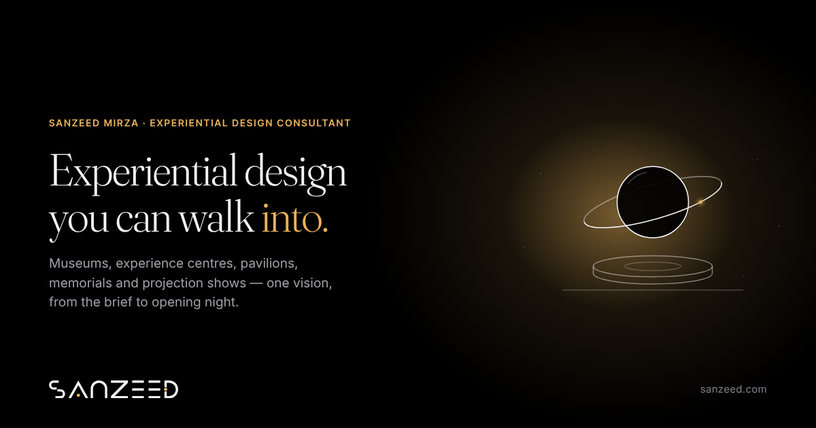 SANZEED MIRZA · EXPERIENTIAL DESIGN CONSULTANT
Experiential design
you can walk into.
Museums, experience centres, pavilions,
memorials and projection shows — one vision,
from the brief to opening night.
SANZEED
sanzeed.com